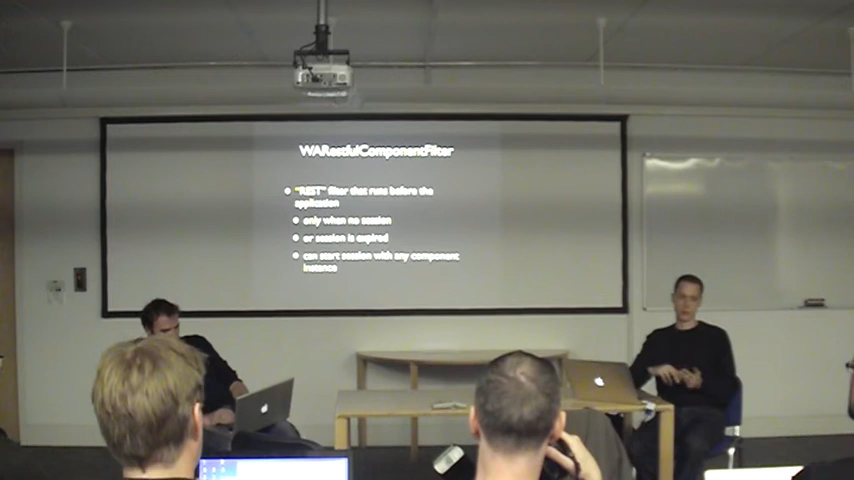 WARestfulComponentFilter
"REST" filter that runs before the
application
only when no session
or session is expired
can start session with any component
instance